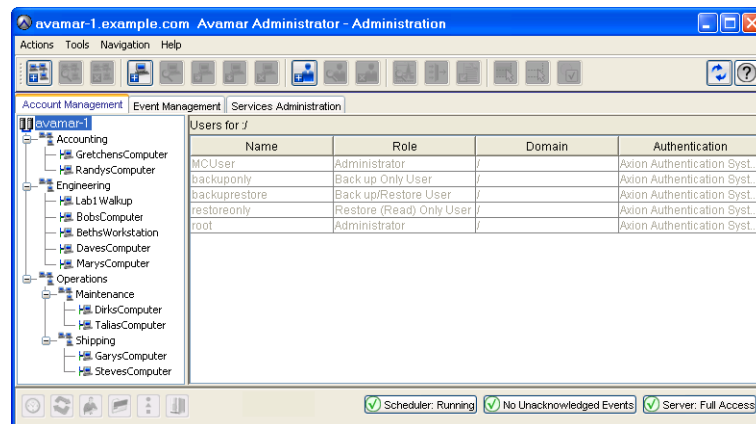 avamar-1.example.com Avamar Administrator - Administration
Actions Tools Navigation Help
Account Management Event Management Services Administration
avamar-1
Accounting
GretchensComputer
RandysComputer
Engineering
Lab1 Walkup
BobsComputer
BethsWorkstation
DavesComputer
MarysComputer
Operations
Maintenance
DirksComputer
TaliasComputer
Shipping
GarysComputer
StevesComputer
Users for :/
Name Role Domain Authentication
MCUser Administrator / Axion Authentication Syst...
backuponly Back up Only User / Axion Authentication Syst...
backuprestore Back up/Restore User / Axion Authentication Syst...
restoreonly Restore (Read) Only User / Axion Authentication Syst...
root Administrator / Axion Authentication Syst...
Scheduler: Running No Unacknowledged Events Server: Full Access